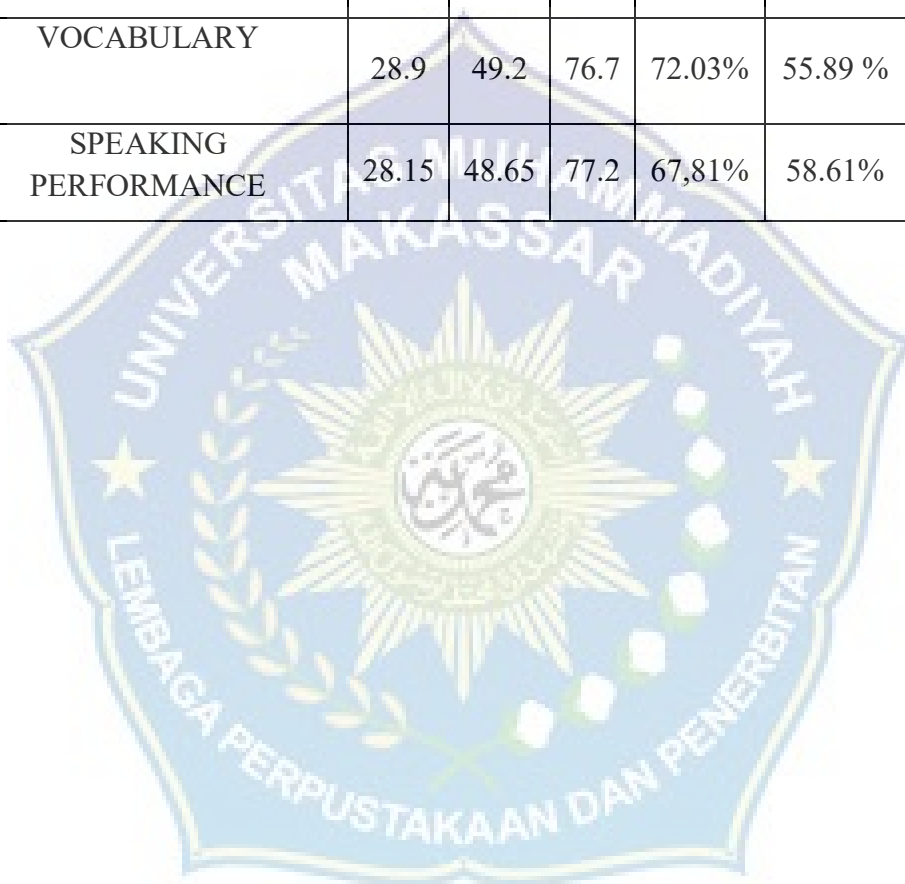 VOCABULARY 28.9 49.2 76.7 72.03% 55.89 %
SPEAKING
PERFORMANCE 28.15 48.65 77.2 67,81% 58.61%
UNIVERSITAS MUHAMMADIYAH
MAKASSAR
LEMBAGA PERPUSTAKAAN DAN PENERBITAN